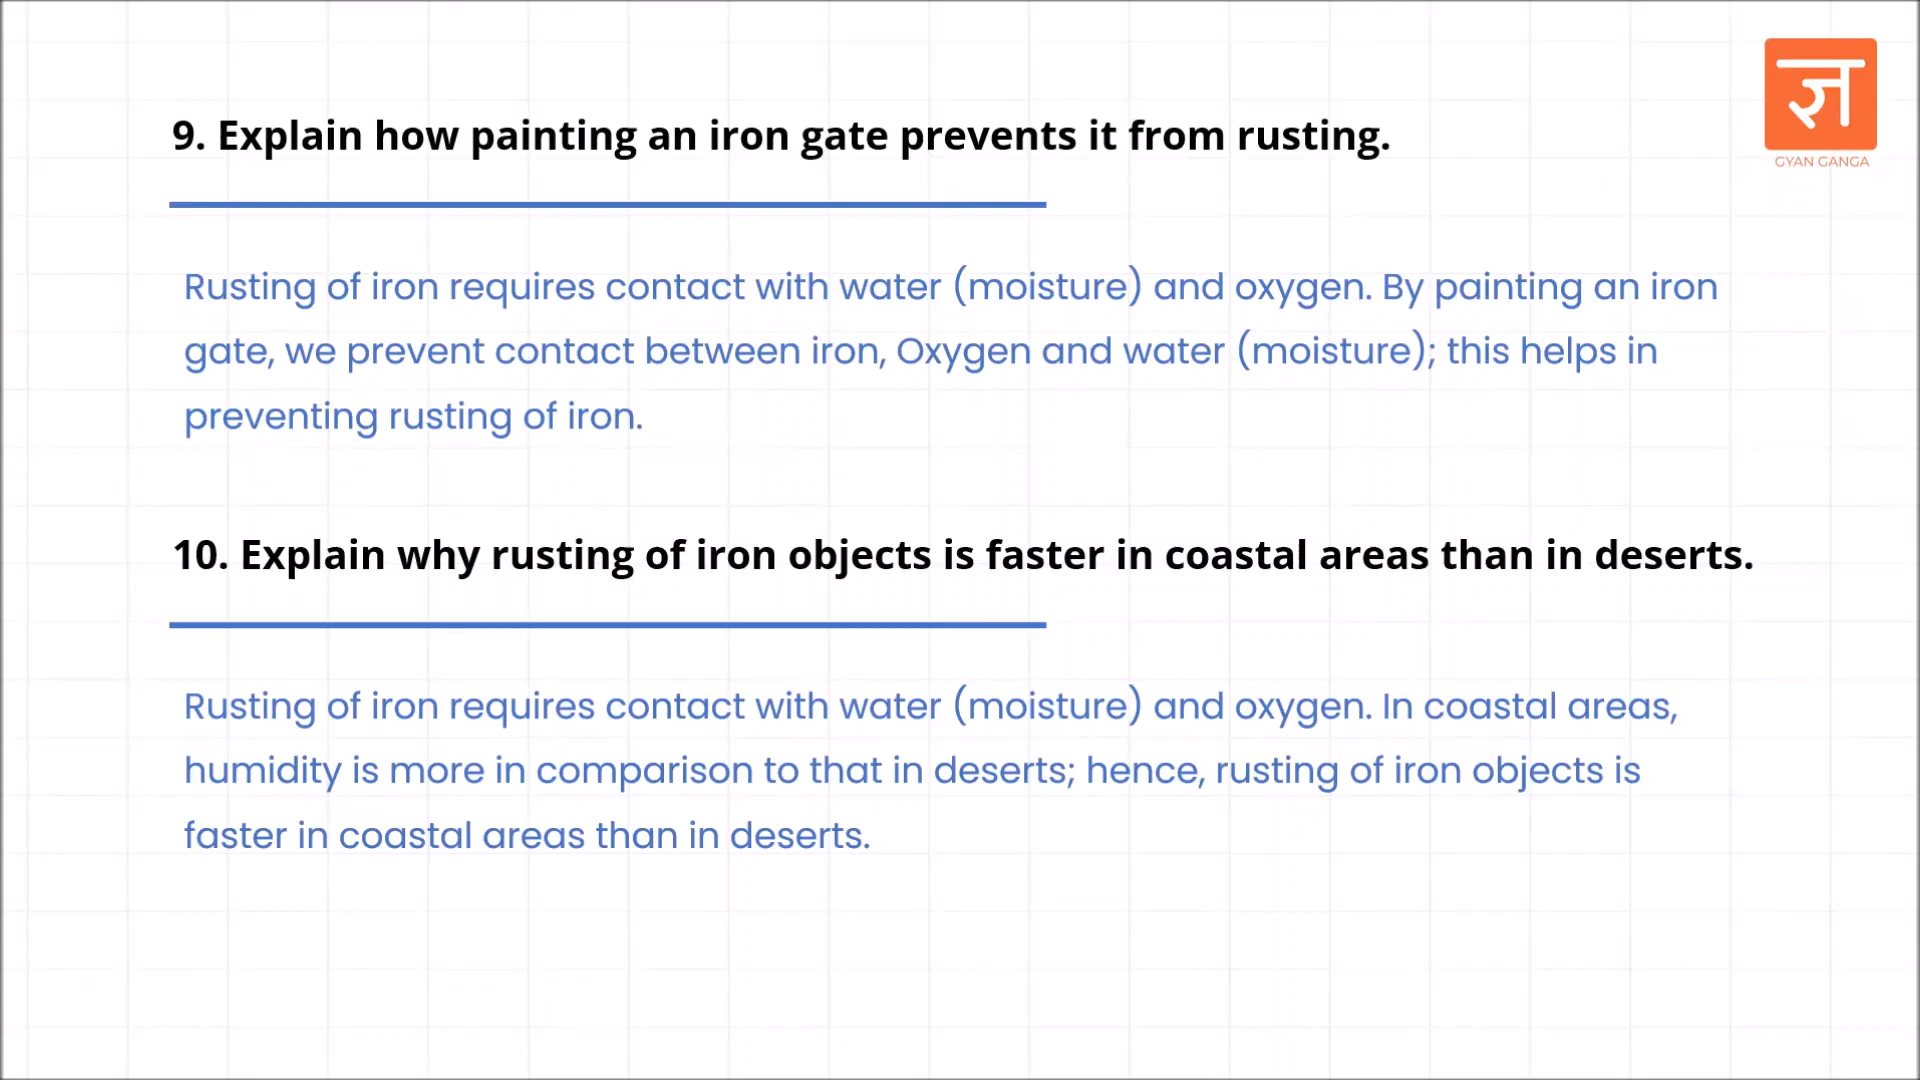 ज्ञ
GYAN GANGA
9. Explain how painting an iron gate prevents it from rusting.
Rusting of iron requires contact with water (moisture) and oxygen. By painting an iron
gate, we prevent contact between iron, Oxygen and water (moisture); this helps in
preventing rusting of iron.
10. Explain why rusting of iron objects is faster in coastal areas than in deserts.
Rusting of iron requires contact with water (moisture) and oxygen. In coastal areas,
humidity is more in comparison to that in deserts; hence, rusting of iron objects is
faster in coastal areas than in deserts.